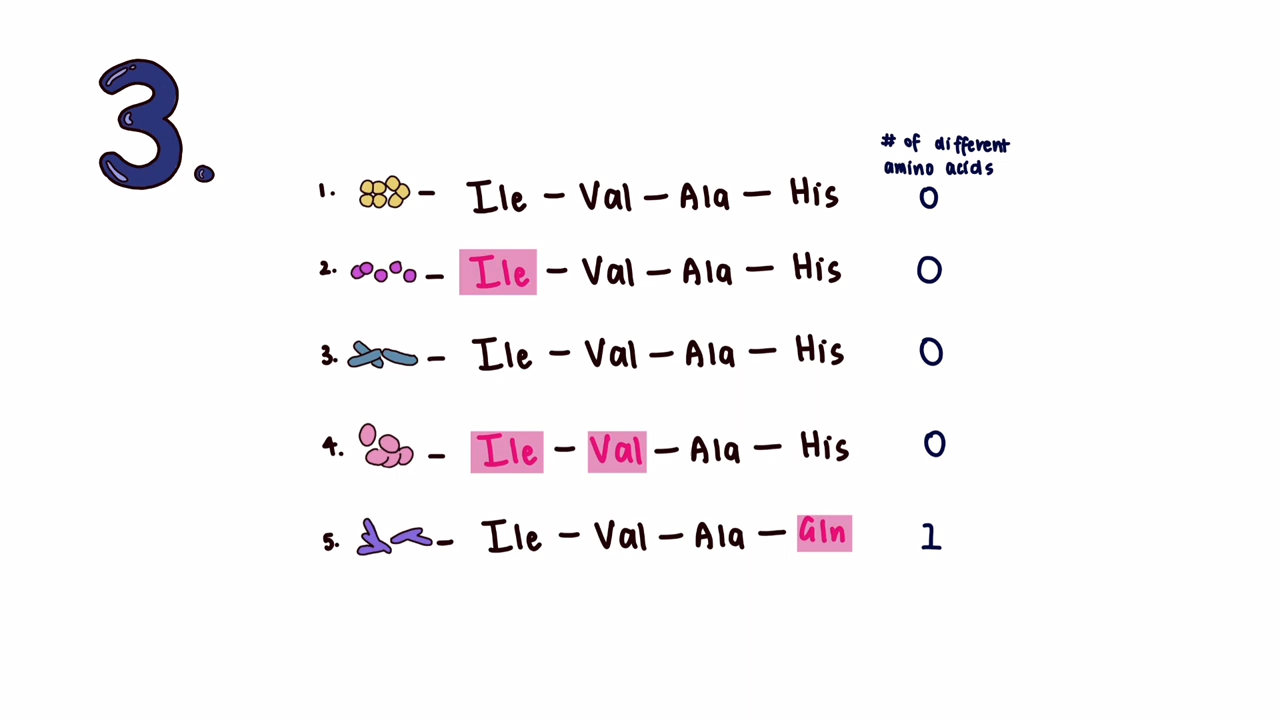 3.
# of different
amino acids
1. - Ile - Val - Ala - His 0
2. - Ile - Val - Ala - His 0
3. - Ile - Val - Ala - His 0
4. - Ile - Val - Ala - His 0
5. - Ile - Val - Ala - Gln 1